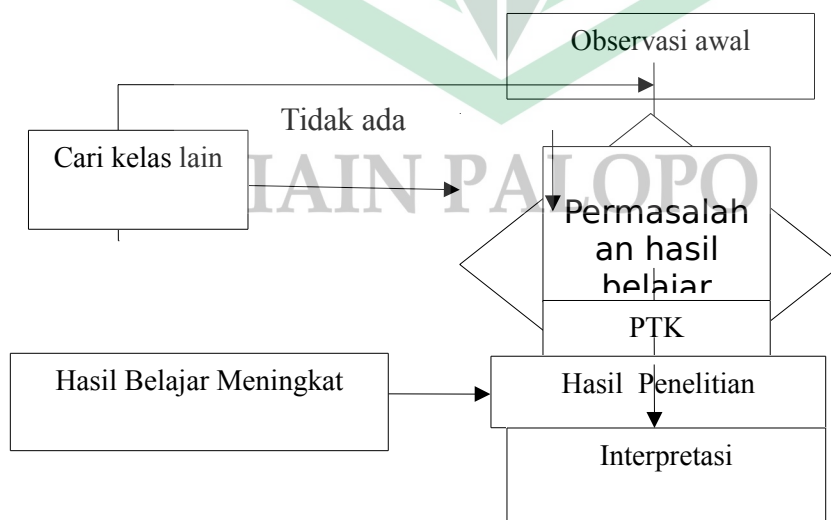 Observasi awal
Tidak ada
Cari kelas lain
IAIN PALOPO
Permasalah
an hasil
belajar
PTK
Hasil Belajar Meningkat
Hasil Penelitian
Interpretasi